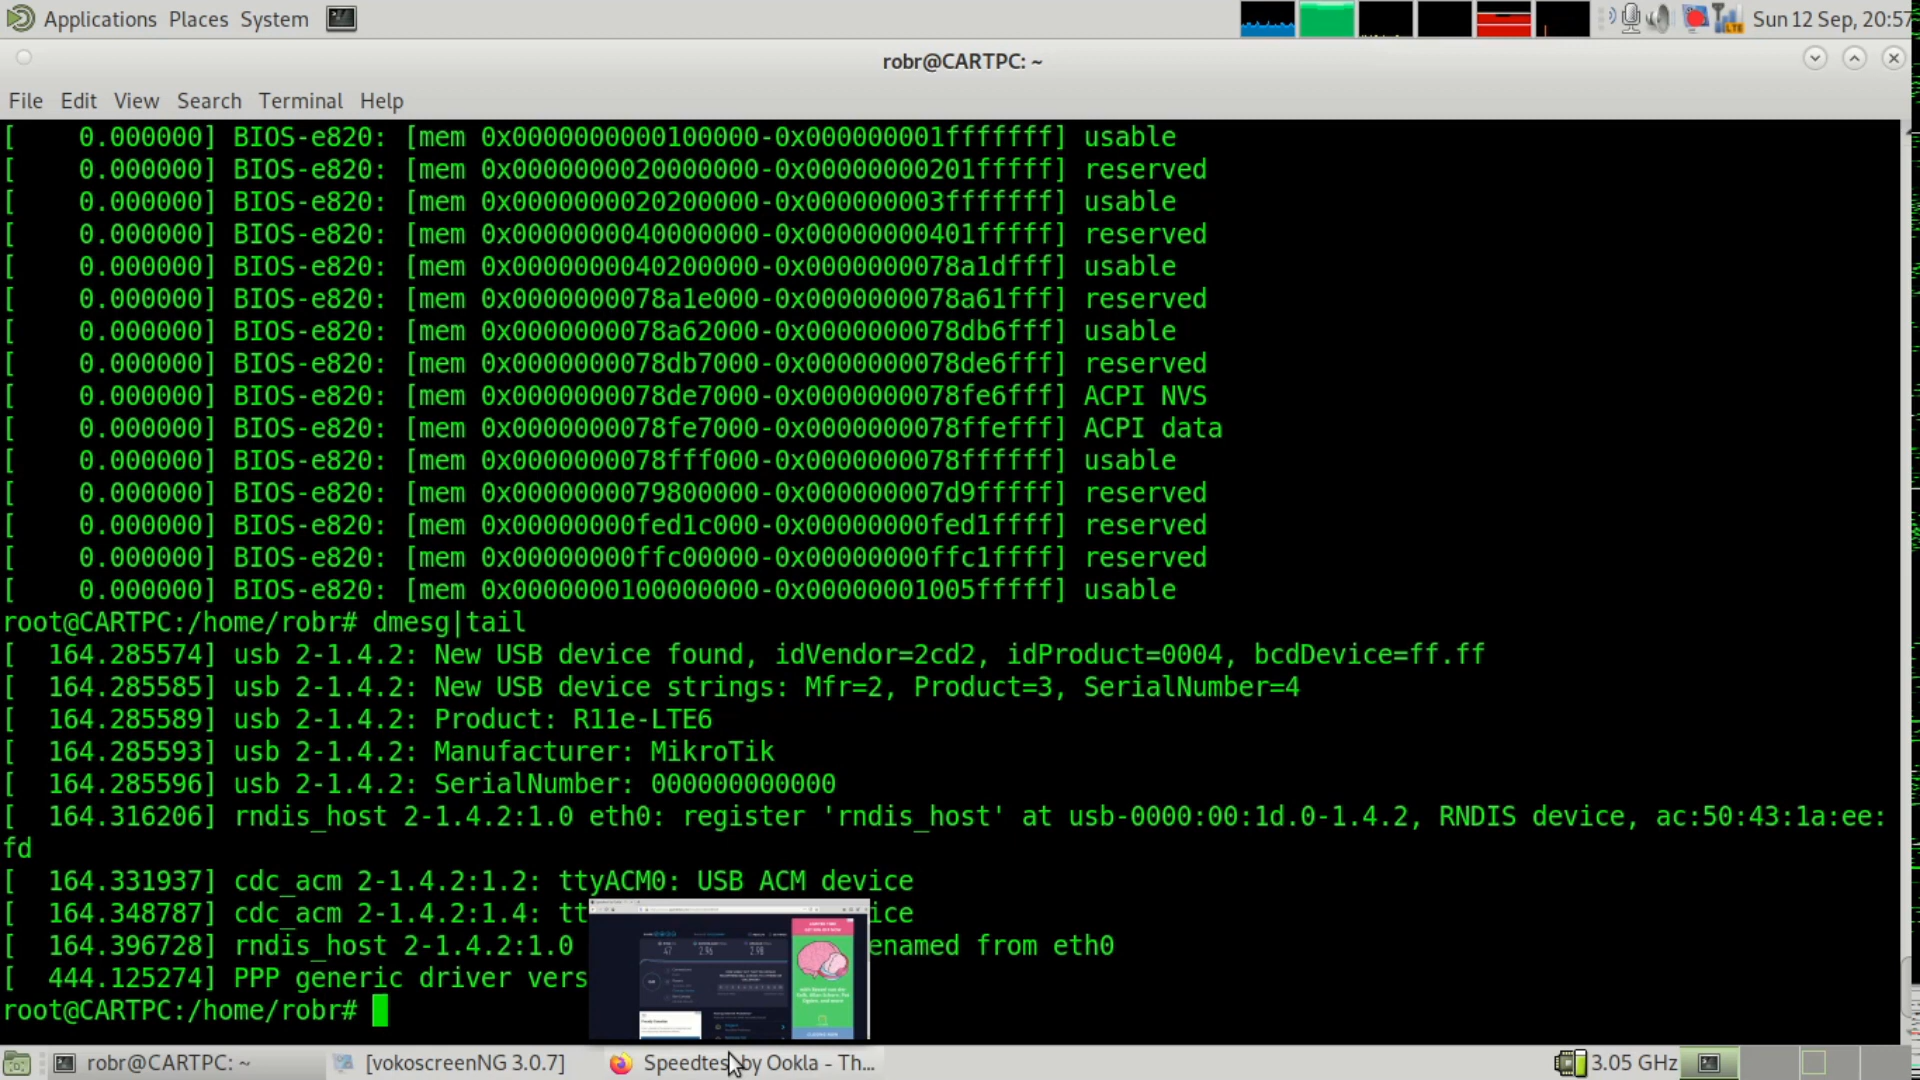 Applications Places System Sun 12 Sep, 20:57
robr@CARTPC: ~
File Edit View Search Terminal Help
[    0.000000] BIOS-e820: [mem 0x0000000000100000-0x000000001fffffff] usable
[    0.000000] BIOS-e820: [mem 0x0000000020000000-0x00000000201fffff] reserved
[    0.000000] BIOS-e820: [mem 0x0000000020200000-0x000000003fffffff] usable
[    0.000000] BIOS-e820: [mem 0x0000000040000000-0x00000000401fffff] reserved
[    0.000000] BIOS-e820: [mem 0x0000000040200000-0x0000000078a1dfff] usable
[    0.000000] BIOS-e820: [mem 0x0000000078a1e000-0x0000000078a61fff] reserved
[    0.000000] BIOS-e820: [mem 0x0000000078a62000-0x0000000078db6fff] usable
[    0.000000] BIOS-e820: [mem 0x0000000078db7000-0x0000000078de6fff] reserved
[    0.000000] BIOS-e820: [mem 0x0000000078de7000-0x0000000078fe6fff] ACPI NVS
[    0.000000] BIOS-e820: [mem 0x0000000078fe7000-0x0000000078ffefff] ACPI data
[    0.000000] BIOS-e820: [mem 0x0000000078fff000-0x0000000078ffffff] usable
[    0.000000] BIOS-e820: [mem 0x0000000079800000-0x000000007d9fffff] reserved
[    0.000000] BIOS-e820: [mem 0x00000000fed1c000-0x00000000fed1ffff] reserved
[    0.000000] BIOS-e820: [mem 0x00000000ffc00000-0x00000000ffc1ffff] reserved
[    0.000000] BIOS-e820: [mem 0x0000000100000000-0x00000001005fffff] usable
root@CARTPC:/home/robr# dmesg|tail
[  164.285574] usb 2-1.4.2: New USB device found, idVendor=2cd2, idProduct=0004, bcdDevice=ff.ff
[  164.285585] usb 2-1.4.2: New USB device strings: Mfr=2, Product=3, SerialNumber=4
[  164.285589] usb 2-1.4.2: Product: R11e-LTE6
[  164.285593] usb 2-1.4.2: Manufacturer: MikroTik
[  164.285596] usb 2-1.4.2: SerialNumber: 000000000000
[  164.316206] rndis_host 2-1.4.2:1.0 eth0: register 'rndis_host' at usb-0000:00:1d.0-1.4.2, RNDIS device, ac:50:43:1a:ee:
fd
[  164.331937] cdc_acm 2-1.4.2:1.2: ttyACM0: USB ACM device
[  164.348787] cdc_acm 2-1.4.2:1.4: tt ice
[  164.396728] rndis_host 2-1.4.2:1.0 enamed from eth0
[  444.125274] PPP generic driver vers
root@CARTPC:/home/robr#
robr@CARTPC: ~ [vokoscreenNG 3.0.7] Speedtest by Ookla - Th... 3.05 GHz